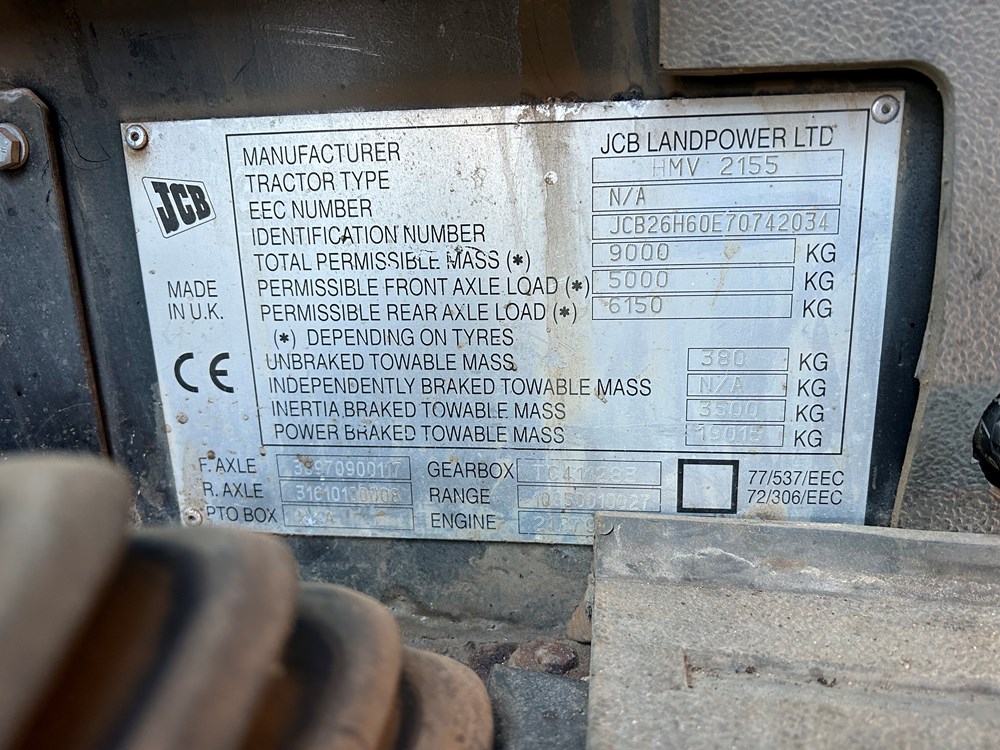 JCB
MADE
IN U.K.
CE
MANUFACTURER JCB LANDPOWER LTD
TRACTOR TYPE HMV 2155
EEC NUMBER N/A
IDENTIFICATION NUMBER JCB26H60E70742034
TOTAL PERMISSIBLE MASS (*) 9000 KG
PERMISSIBLE FRONT AXLE LOAD (*) 5000
PERMISSIBLE REAR AXLE LOAD (*) 6150 KG
(*) DEPENDING ON TYRES
UNBRAKED TOWABLE MASS 380 KG
INDEPENDENTLY BRAKED TOWABLE MASS N/A KG
INERTIA BRAKED TOWABLE MASS 3500 KG
POWER BRAKED TOWABLE MASS KG
F. AXLE GEARBOX 77/537/EEC
R. AXLE RANGE 72/306/EEC
PTO BOX ENGINE